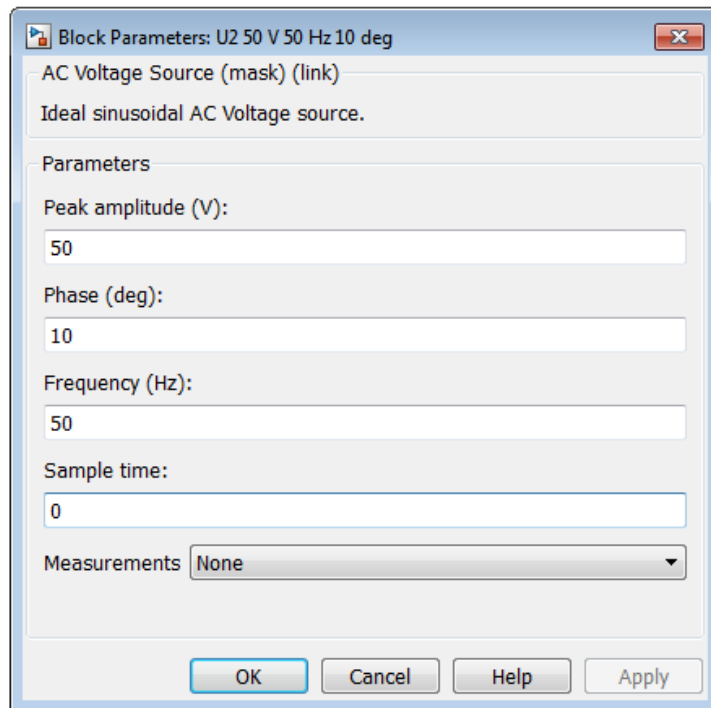 Block Parameters: U2 50 V 50 Hz 10 deg
AC Voltage Source (mask) (link)
Ideal sinusoidal AC Voltage source.
Parameters
Peak amplitude (V):
50
Phase (deg):
10
Frequency (Hz):
50
Sample time:
0
Measurements None
OK Cancel Help Apply